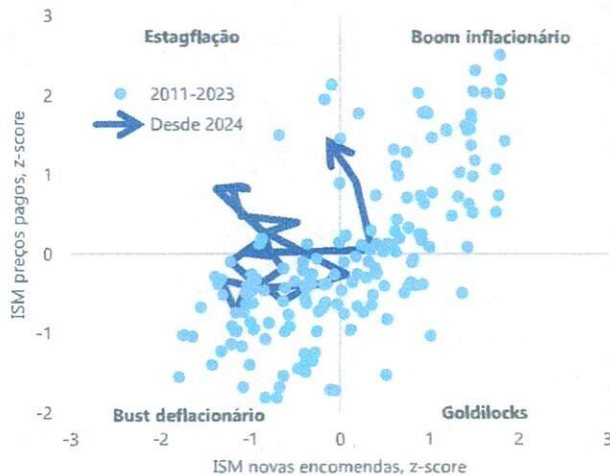 3
Estagflação
Boom inflacionário
2011-2023
2
Desde 2024
1
0
-1
-2
ISM preços pagos, z-score
Bust deflacionário
Goldilocks
-3
-2
-1
0
1
2
3
ISM novas encomendas, z-score